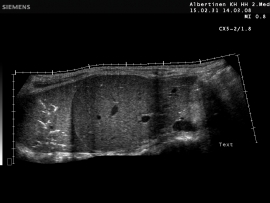 SIEMENS
Albertinen KH HH 2.Med
15.02.31 14.03.08
MI 0.8
CX5-2/1.8
Text